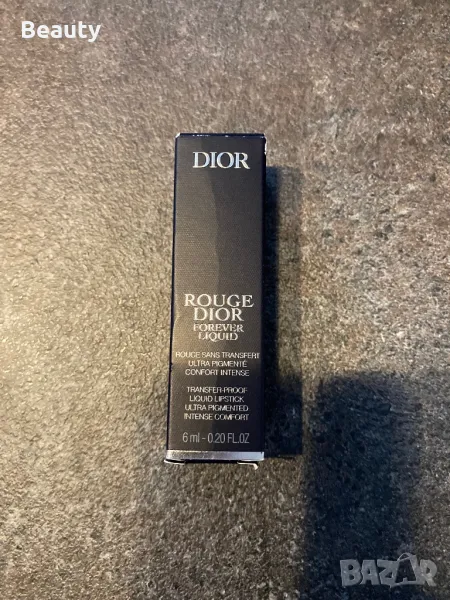 Beauty
DIOR
ROUGE
DIOR
FOREVER
LIQUID
ROUGE SANS TRANSFERT
ULTRA PIGMENTÉ
CONFORT INTENSE
TRANSFER-PROOF
LIQUID LIPSTICK
ULTRA PIGMENTED
INTENSE COMFORT
6 ml - 0.20 FL.OZ
BAZAR